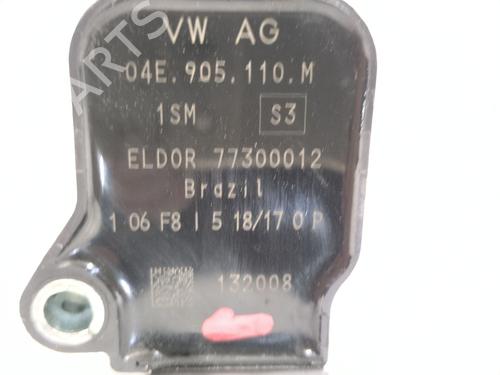 VW AG
04E.905.110.M
1SM S3
ELDOR 77300012
Brazil
1 06 F8 I 5 18/17 0 P
132008